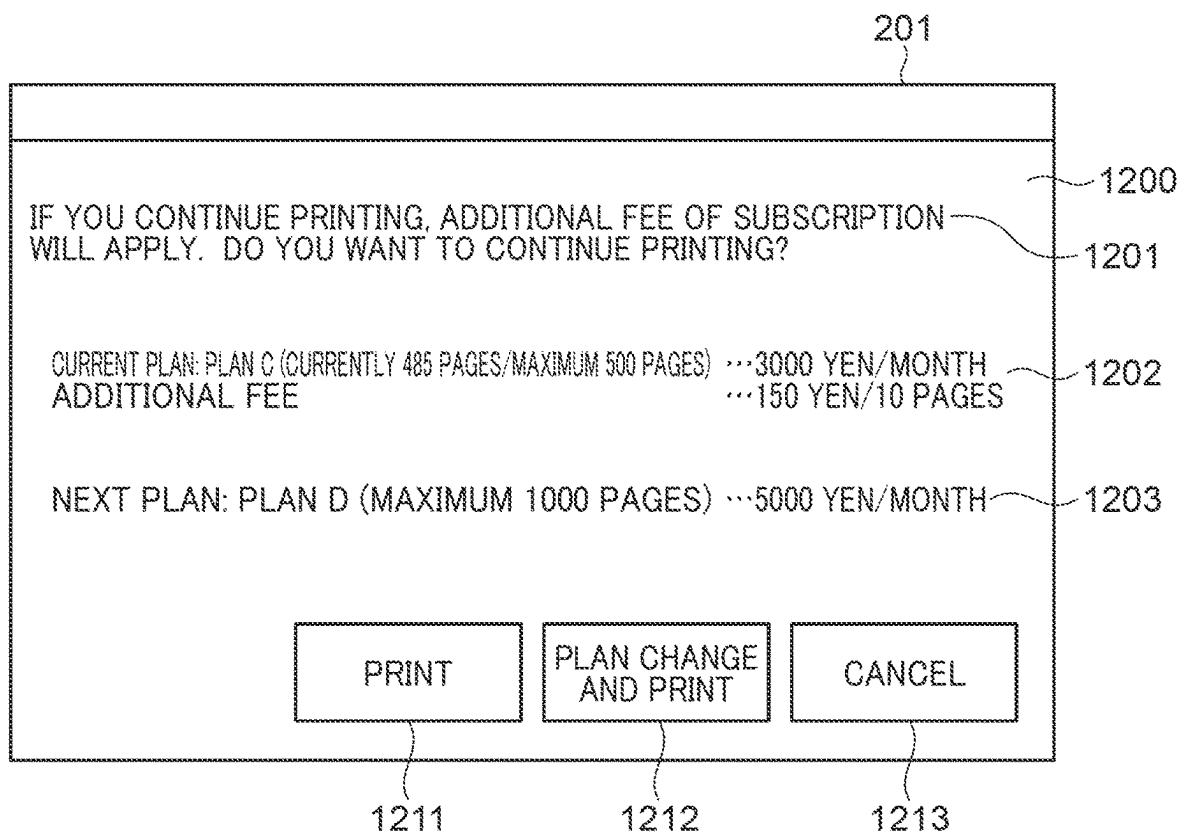 201
1200
IF YOU CONTINUE PRINTING, ADDITIONAL FEE OF SUBSCRIPTION
WILL APPLY. DO YOU WANT TO CONTINUE PRINTING?
1201
CURRENT PLAN: PLAN C (CURRENTLY 485 PAGES/MAXIMUM 500 PAGES) ···3000 YEN/MONTH
1202
ADDITIONAL FEE ···150 YEN/10 PAGES
NEXT PLAN: PLAN D (MAXIMUM 1000 PAGES) ···5000 YEN/MONTH
1203
PRINT
PLAN CHANGE
AND PRINT
CANCEL
1211
1212
1213